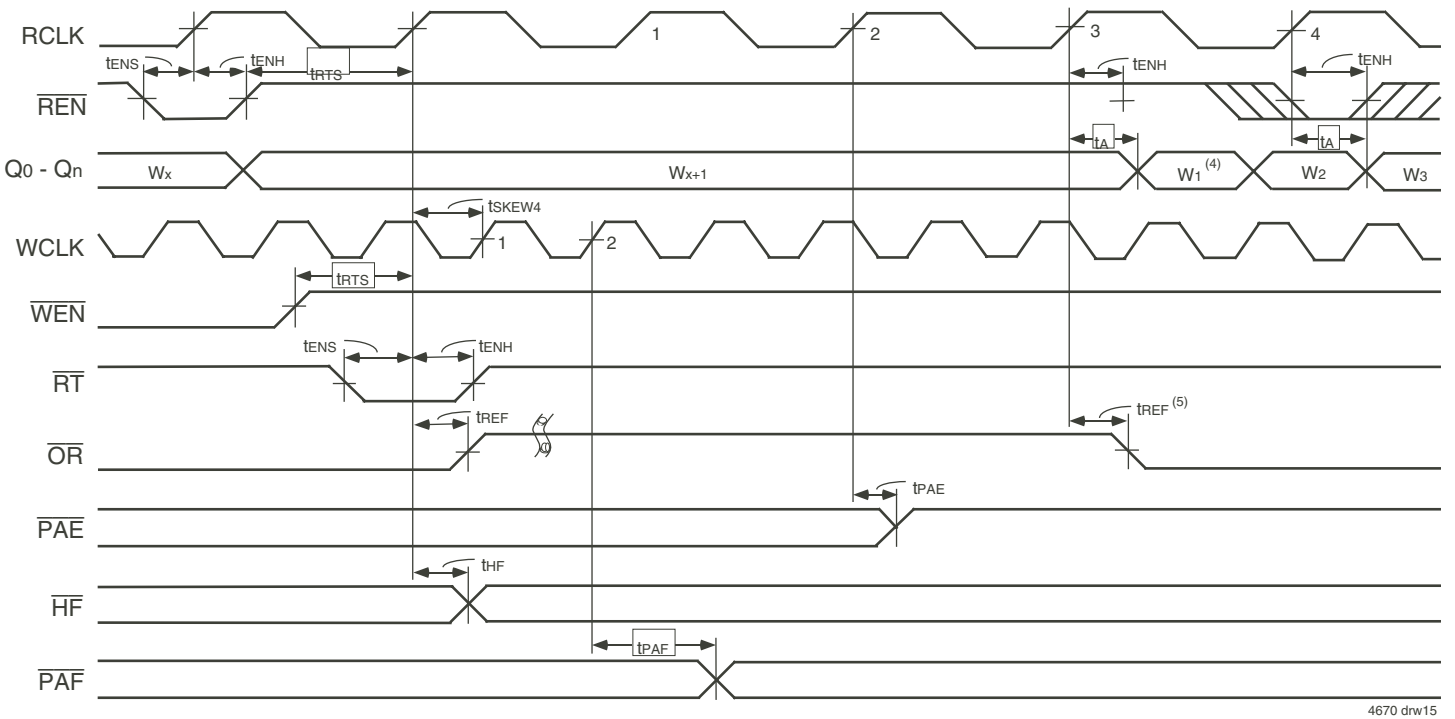 RCLK 1 2 3 4
tENS tENH tRTS tENH tENH
REN
tA tA
Q0 - Qn Wx Wx+1 W1 (4) W2 W3
tSKEW4
WCLK 1 2
tRTS
WEN
tENS tENH
RT
tREF tREF (5)
OR
tPAE
PAE
tHF
HF
tPAF
PAF
4670 drw15